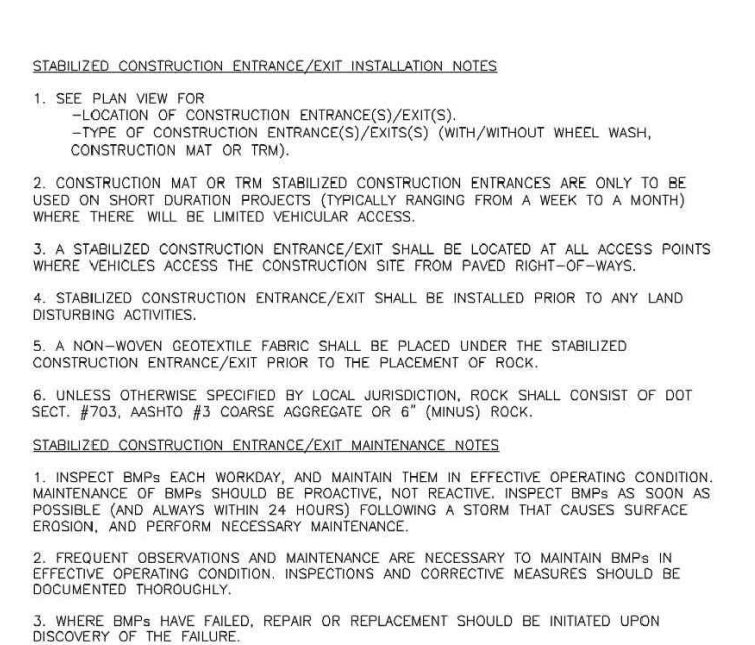 STABILIZED CONSTRUCTION ENTRANCE/EXIT INSTALLATION NOTES
1. SEE PLAN VIEW FOR
-LOCATION OF CONSTRUCTION ENTRANCE(S)/EXIT(S).
-TYPE OF CONSTRUCTION ENTRANCE(S)/EXITS(S) (WITH/WITHOUT WHEEL WASH,
CONSTRUCTION MAT OR TRM).
2. CONSTRUCTION MAT OR TRM STABILIZED CONSTRUCTION ENTRANCES ARE ONLY TO BE
USED ON SHORT DURATION PROJECTS (TYPICALLY RANGING FROM A WEEK TO A MONTH)
WHERE THERE WILL BE LIMITED VEHICULAR ACCESS.
3. A STABILIZED CONSTRUCTION ENTRANCE/EXIT SHALL BE LOCATED AT ALL ACCESS POINTS
WHERE VEHICLES ACCESS THE CONSTRUCTION SITE FROM PAVED RIGHT-OF-WAYS.
4. STABILIZED CONSTRUCTION ENTRANCE/EXIT SHALL BE INSTALLED PRIOR TO ANY LAND
DISTURBING ACTIVITIES.
5. A NON-WOVEN GEOTEXTILE FABRIC SHALL BE PLACED UNDER THE STABILIZED
CONSTRUCTION ENTRANCE/EXIT PRIOR TO THE PLACEMENT OF ROCK.
6. UNLESS OTHERWISE SPECIFIED BY LOCAL JURISDICTION, ROCK SHALL CONSIST OF DOT
SECT. #703, AASHTO #3 COARSE AGGREGATE OR 6" (MINUS) ROCK.
STABILIZED CONSTRUCTION ENTRANCE/EXIT MAINTENANCE NOTES
1. INSPECT BMPs EACH WORKDAY, AND MAINTAIN THEM IN EFFECTIVE OPERATING CONDITION.
MAINTENANCE OF BMPs SHOULD BE PROACTIVE, NOT REACTIVE. INSPECT BMPs AS SOON AS
POSSIBLE (AND ALWAYS WITHIN 24 HOURS) FOLLOWING A STORM THAT CAUSES SURFACE
EROSION, AND PERFORM NECESSARY MAINTENANCE.
2. FREQUENT OBSERVATIONS AND MAINTENANCE ARE NECESSARY TO MAINTAIN BMPs IN
EFFECTIVE OPERATING CONDITION. INSPECTIONS AND CORRECTIVE MEASURES SHOULD BE
DOCUMENTED THOROUGHLY.
3. WHERE BMPs HAVE FAILED, REPAIR OR REPLACEMENT SHOULD BE INITIATED UPON
DISCOVERY OF THE FAILURE.